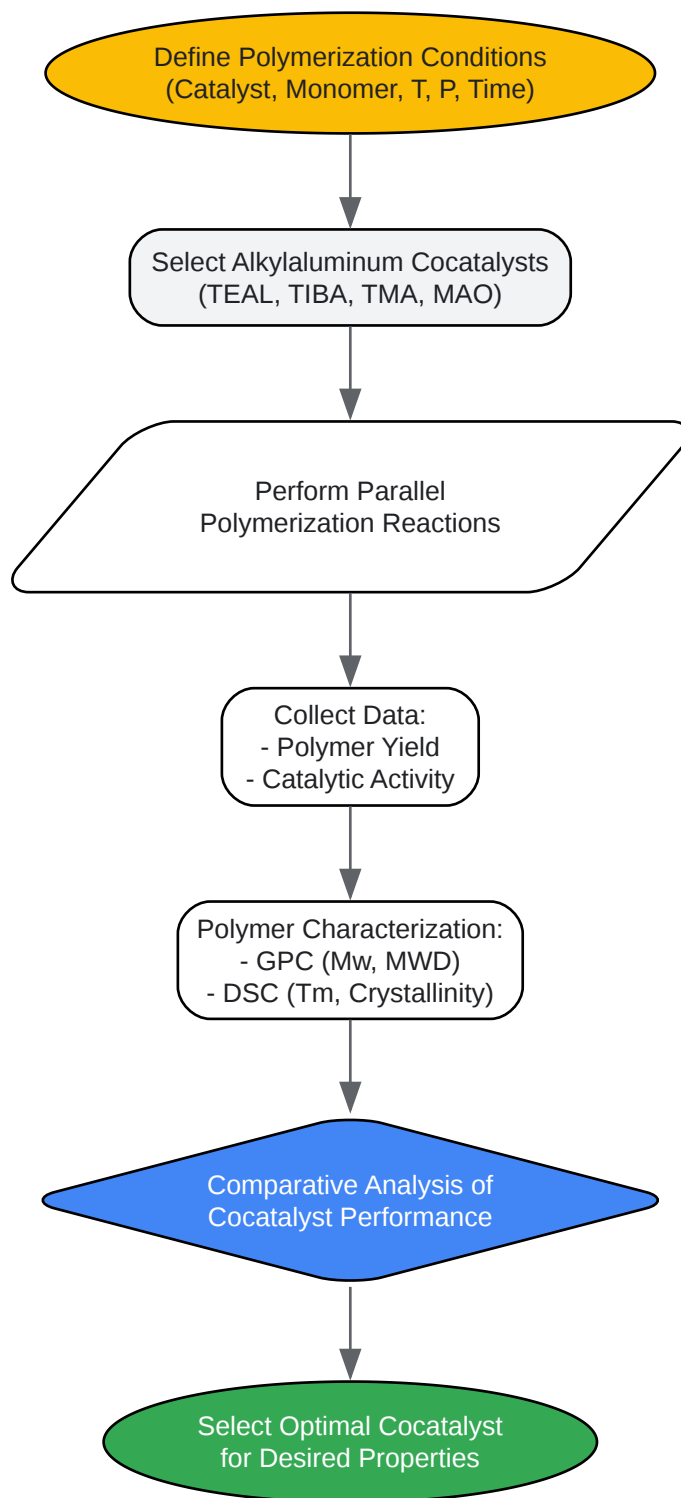 Define Polymerization Conditions
(Catalyst, Monomer, T, P, Time)
Select Alkylaluminum Cocatalysts
(TEAL, TIBA, TMA, MAO)
Perform Parallel
Polymerization Reactions
Collect Data:
- Polymer Yield
- Catalytic Activity
Polymer Characterization:
- GPC (Mw, MWD)
- DSC (Tm, Crystallinity)
Comparative Analysis of
Cocatalyst Performance
Select Optimal Cocatalyst
for Desired Properties